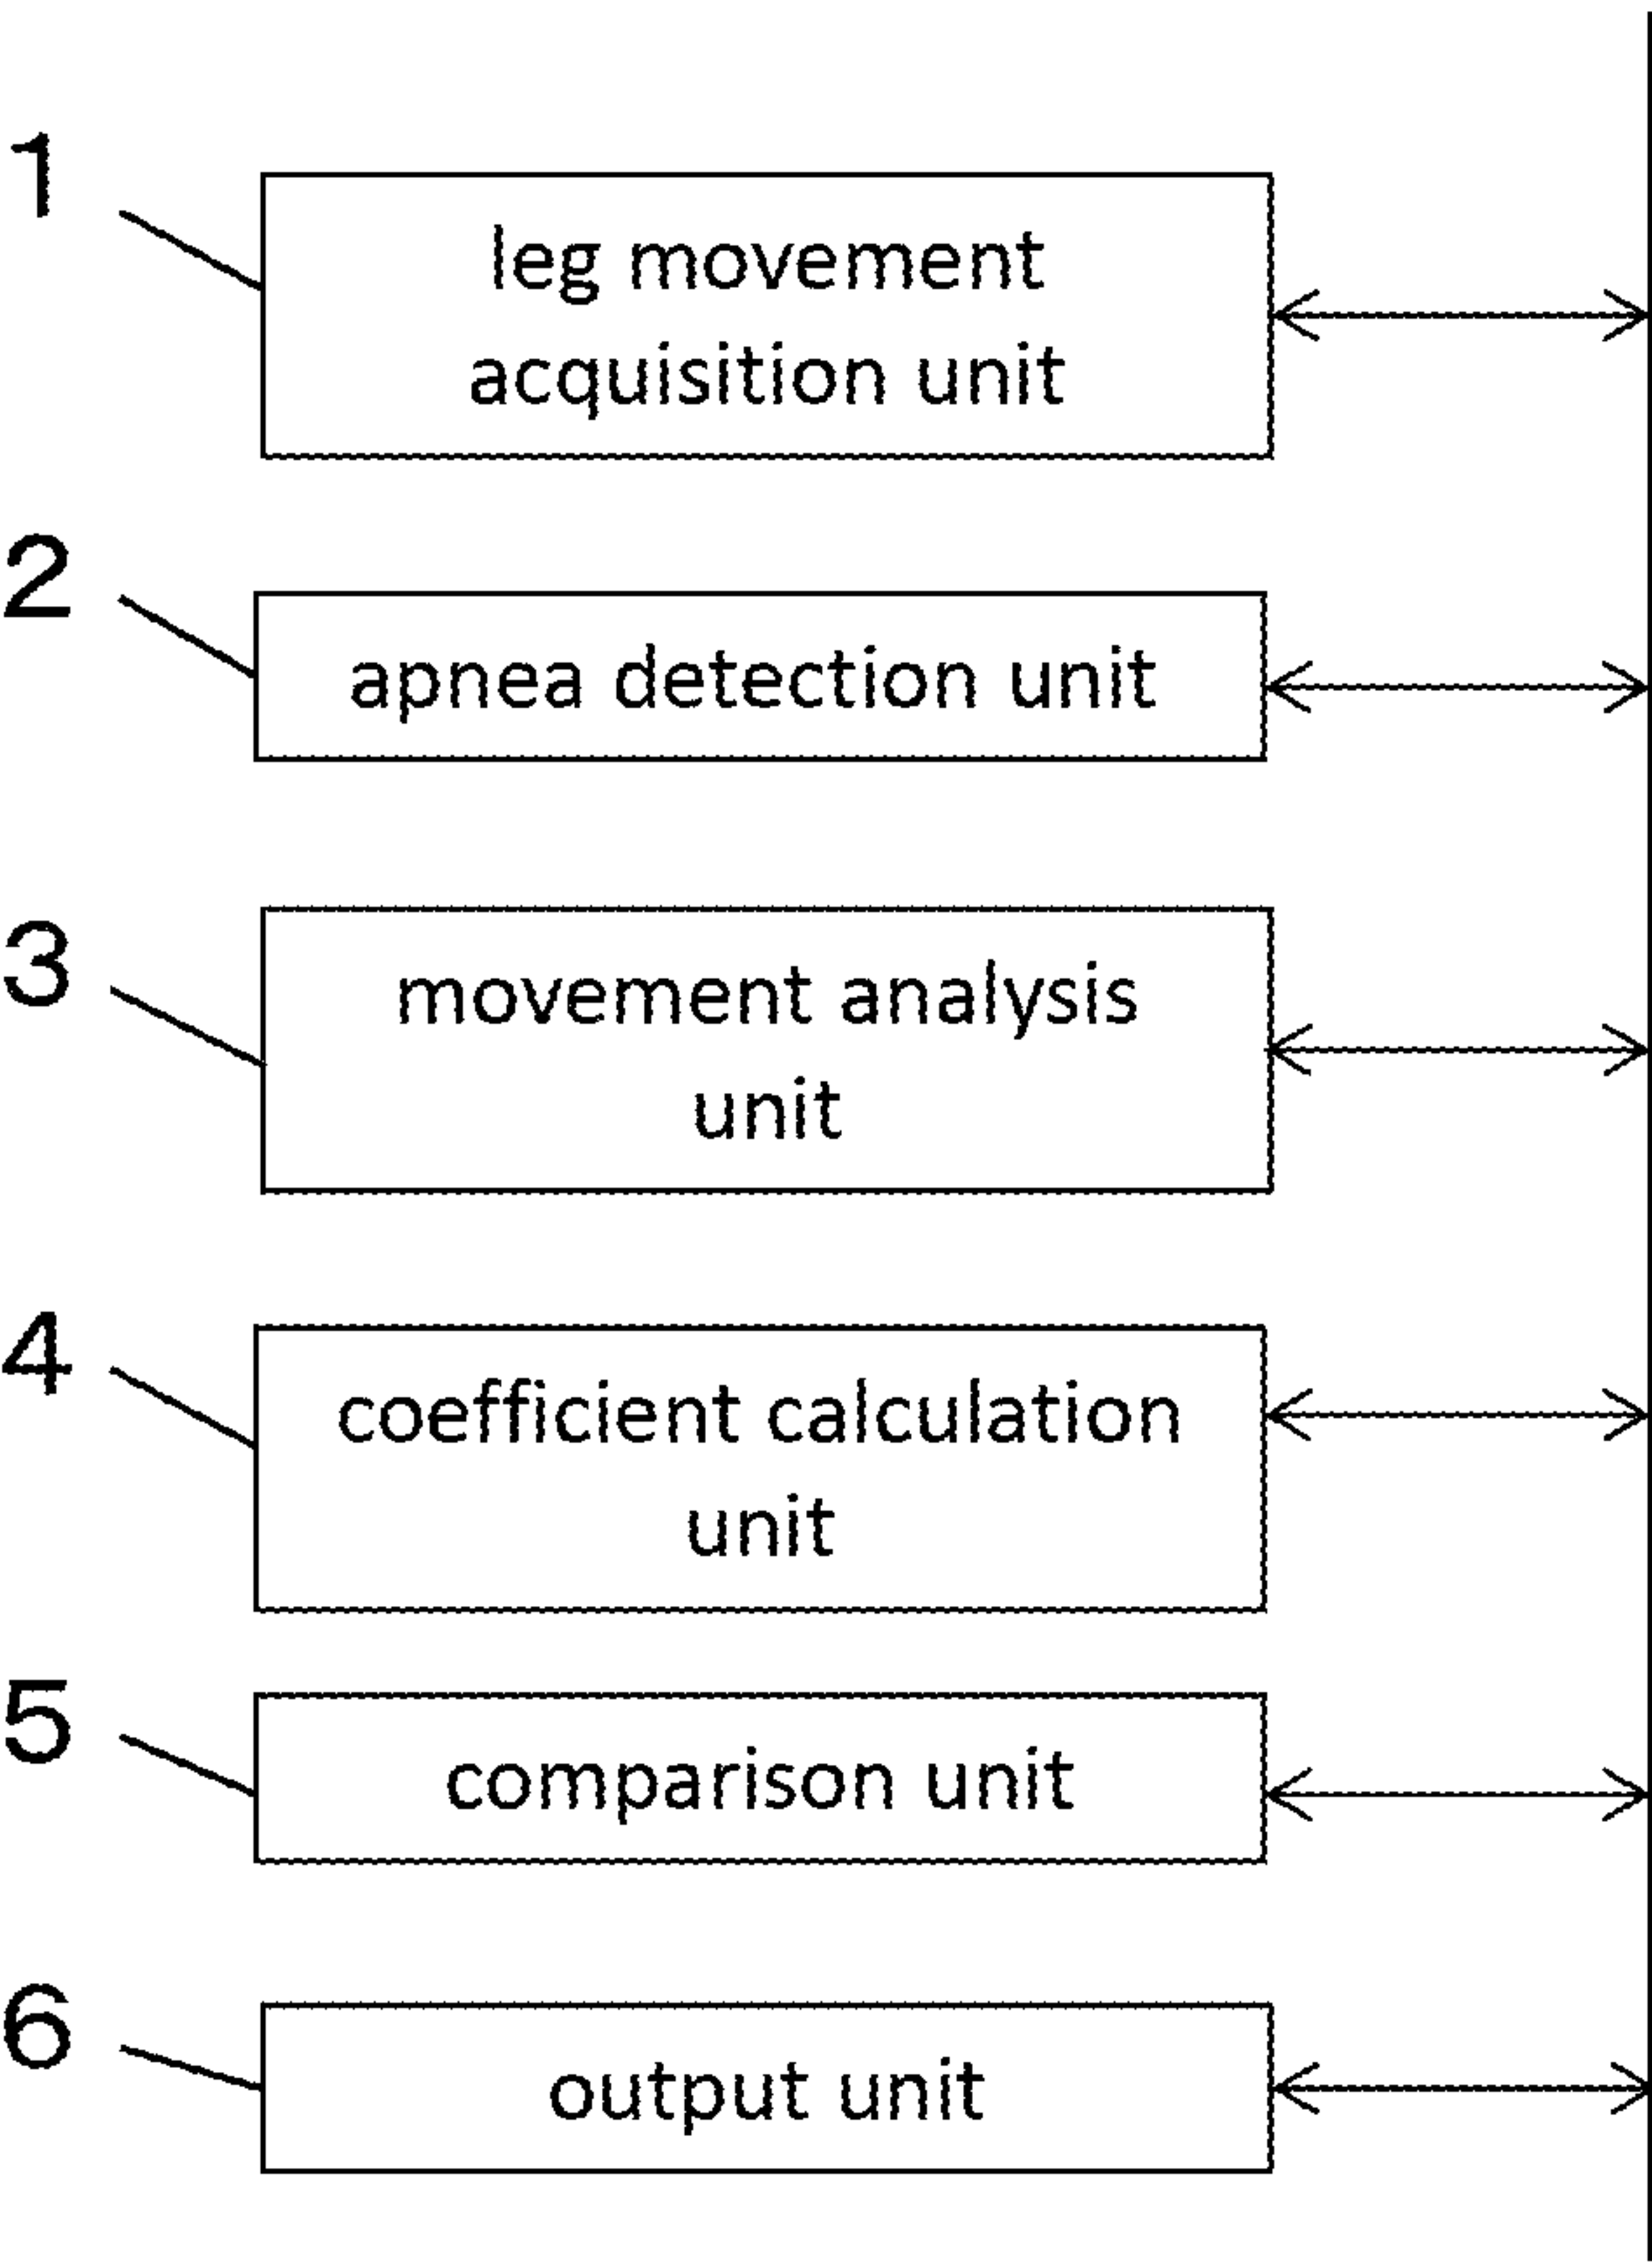 1
leg movement
acquisition unit
2
apnea detection unit
3
movement analysis
unit
4
coefficient calculation
unit
5
comparison unit
6
output unit